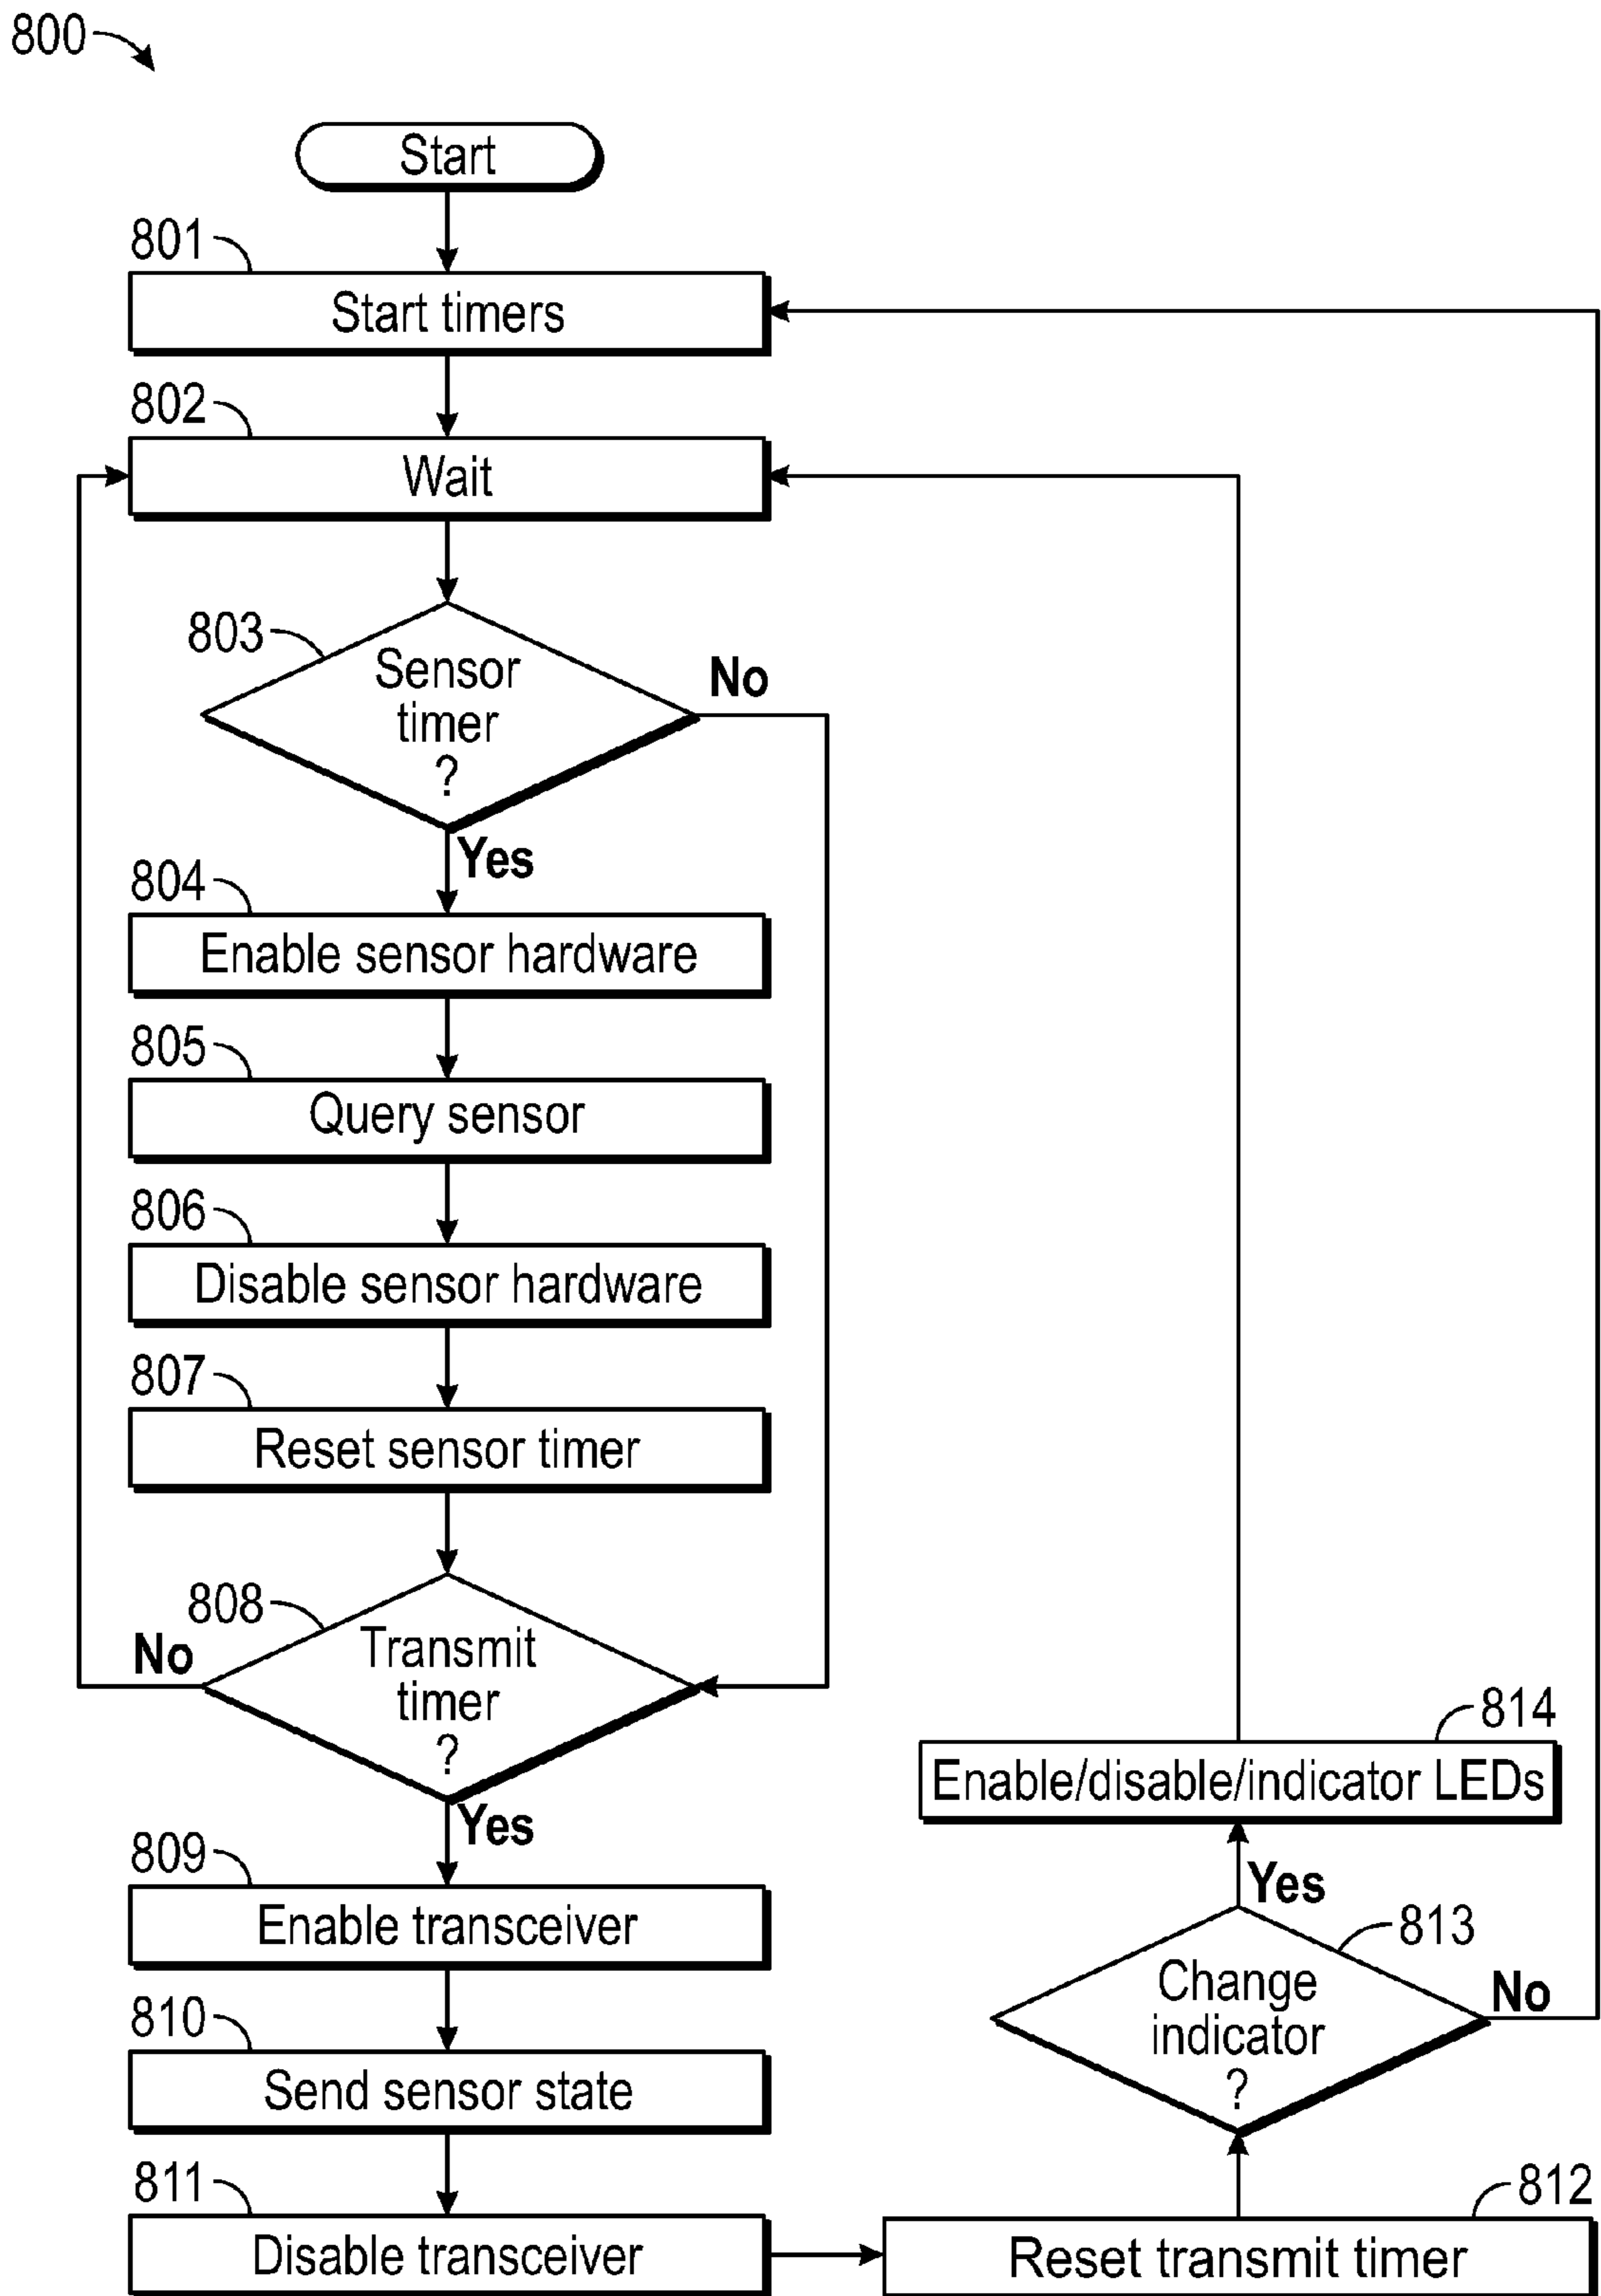 800
Start
801
Start timers
802
Wait
803
Sensor
timer
?
No
Yes
804
Enable sensor hardware
805
Query sensor
806
Disable sensor hardware
807
Reset sensor timer
808
Transmit
timer
?
No
Yes
809
Enable transceiver
810
Send sensor state
811
Disable transceiver
812
Reset transmit timer
813
Change
indicator
?
No
Yes
814
Enable/disable/indicator LEDs